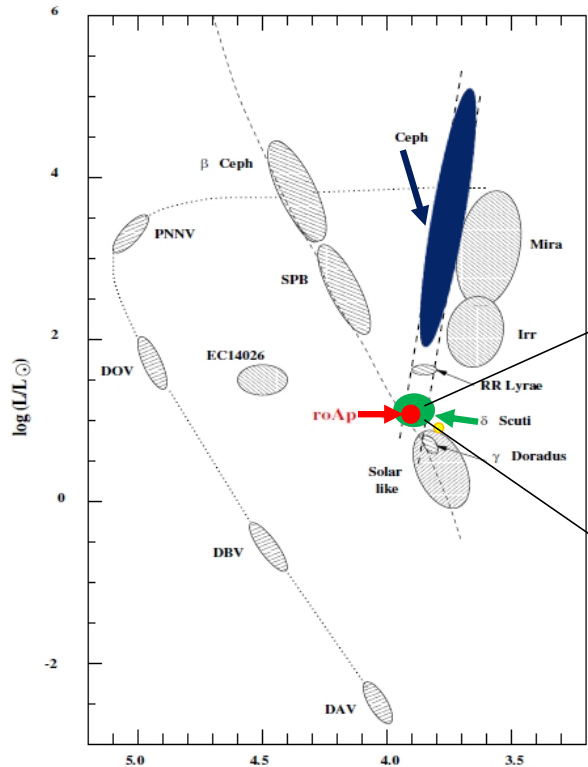 6
Ceph
β Ceph
4
PNNV
Mira
SPB
log (L/L☉)
2
Irr
EC14026
DOV
RR Lyrae
roAp
δ Scuti
γ Doradus
Solar
like
0
DBV
-2
DAV
5.0 4.5 4.0 3.5